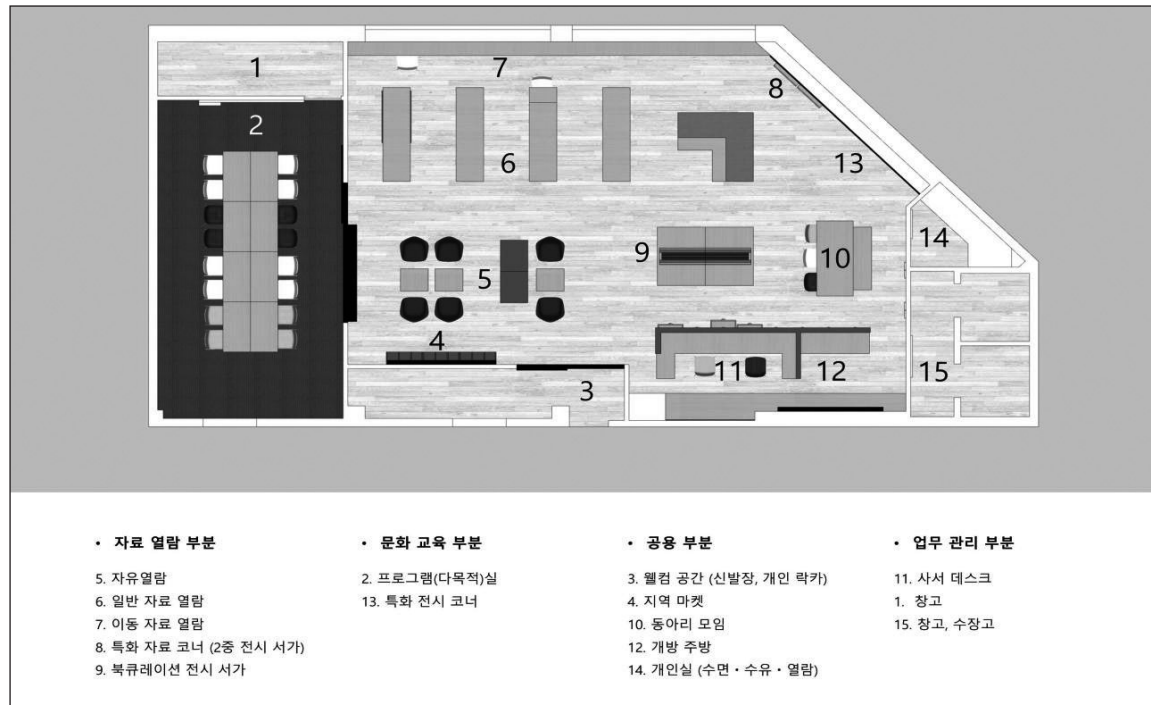 1
2
7
8
6
13
9
14
10
5
4
3
11
12
15
• 자료 열람 부분
5. 자유열람
6. 일반 자료 열람
7. 이동 자료 열람
8. 특화 자료 코너 (2중 전시 서가)
9. 북큐레이션 전시 서가
• 문화 교육 부분
2. 프로그램(다목적)실
13. 특화 전시 코너
• 공용 부분
3. 웰컴 공간 (신발장, 개인 락카)
4. 지역 마켓
10. 동아리 모임
12. 개방 주방
14. 개인실 (수면・수유・열람)
• 업무 관리 부분
11. 사서 데스크
1. 창고
15. 창고, 수장고